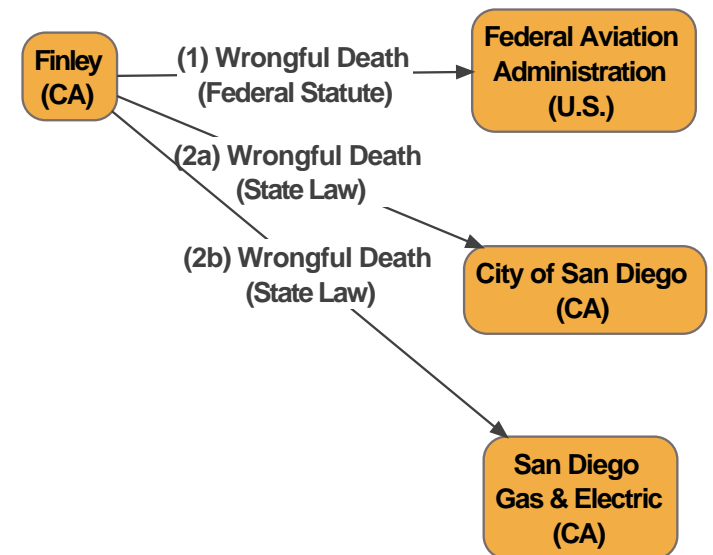 Finley
(CA)
(1) Wrongful Death
(Federal Statute)
Federal Aviation
Administration
(U.S.)
(2a) Wrongful Death
(State Law)
City of San Diego
(CA)
(2b) Wrongful Death
(State Law)
San Diego
Gas & Electric
(CA)